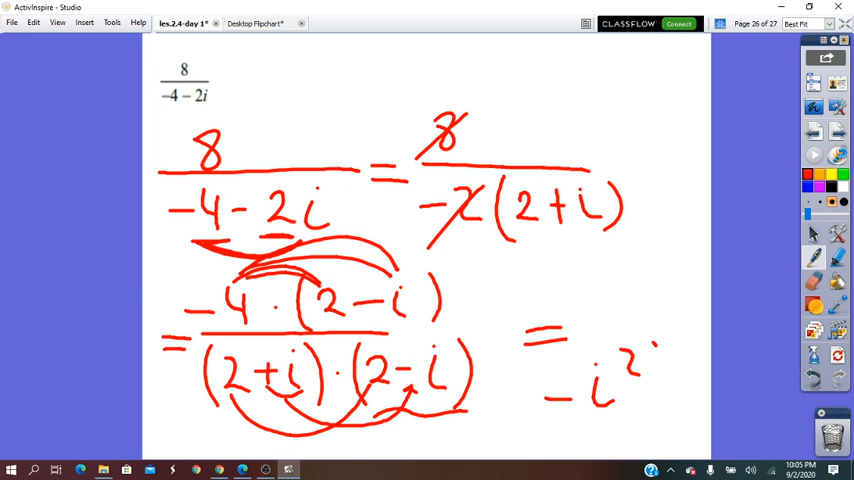 ActivInspire - Studio
File Edit View Insert Tools Help
les.2.4-day 1*
Desktop Flipchart*
CLASSFLOW Connect
Page 26 of 27
Best Fit
8
-4 - 2i
8
-4 - 2i
=
8
-2(2+i)
=
-4 · (2-i)
(2+i) · (2-i)
=
-i²
10:05 PM
9/2/2020